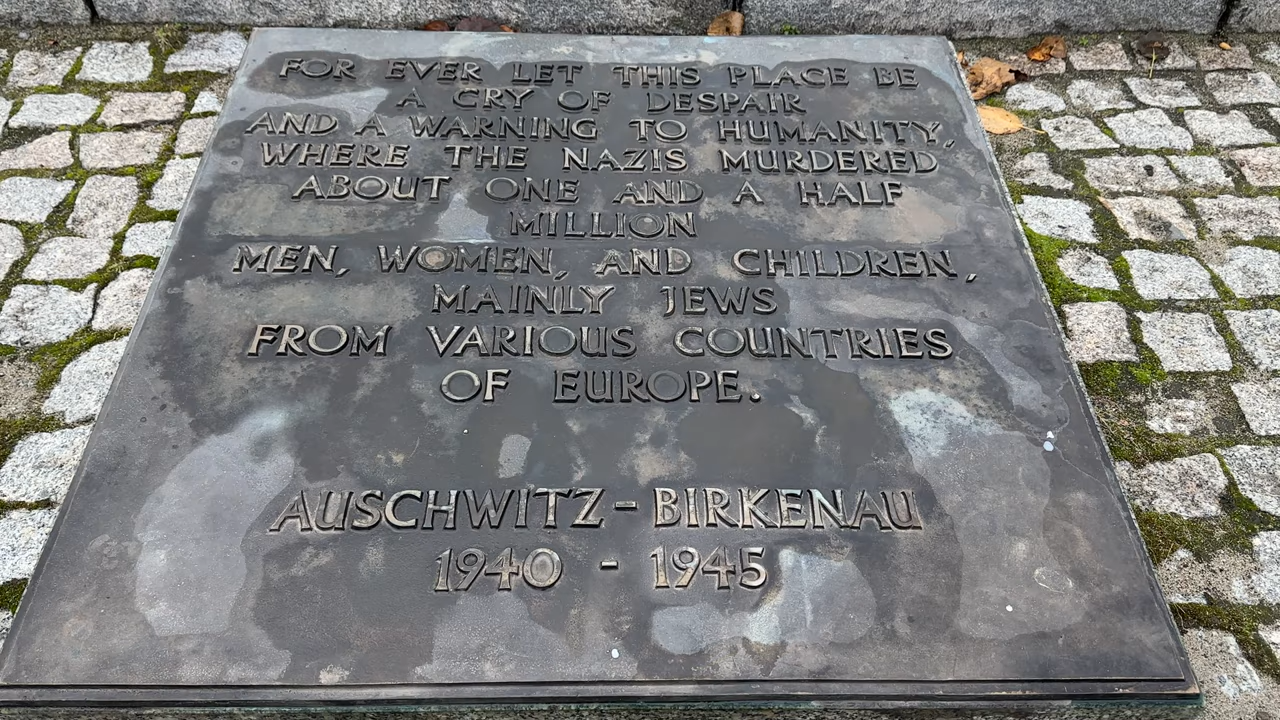 FOR EVER LET THIS PLACE BE
A CRY OF DESPAIR
AND A WARNING TO HUMANITY,
WHERE THE NAZIS MURDERED
ABOUT ONE AND A HALF
MILLION
MEN, WOMEN, AND CHILDREN,
MAINLY JEWS
FROM VARIOUS COUNTRIES
OF EUROPE.
AUSCHWITZ - BIRKENAU
1940 - 1945